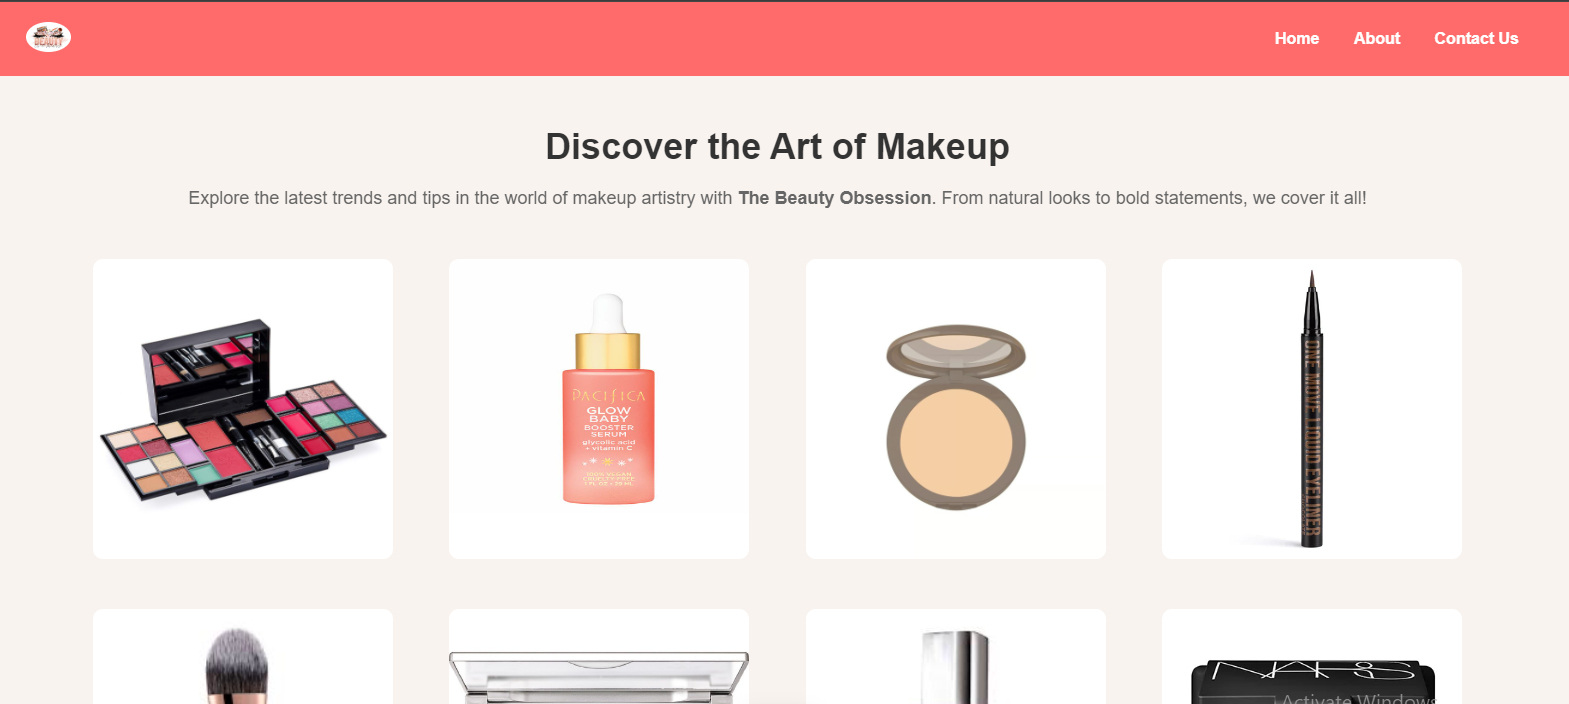 Home About Contact Us
Discover the Art of Makeup
Explore the latest trends and tips in the world of makeup artistry with The Beauty Obsession. From natural looks to bold statements, we cover it all!
PACIFICA
GLOW
BABY
BOOSTER
SERUM
glycolic acid
+ vitamin C
100% VEGAN
CRUELTY-FREE
1 FL OZ • 29 ML
ONE MOVE LIQUID EYELINER
NARS
Activate Windows